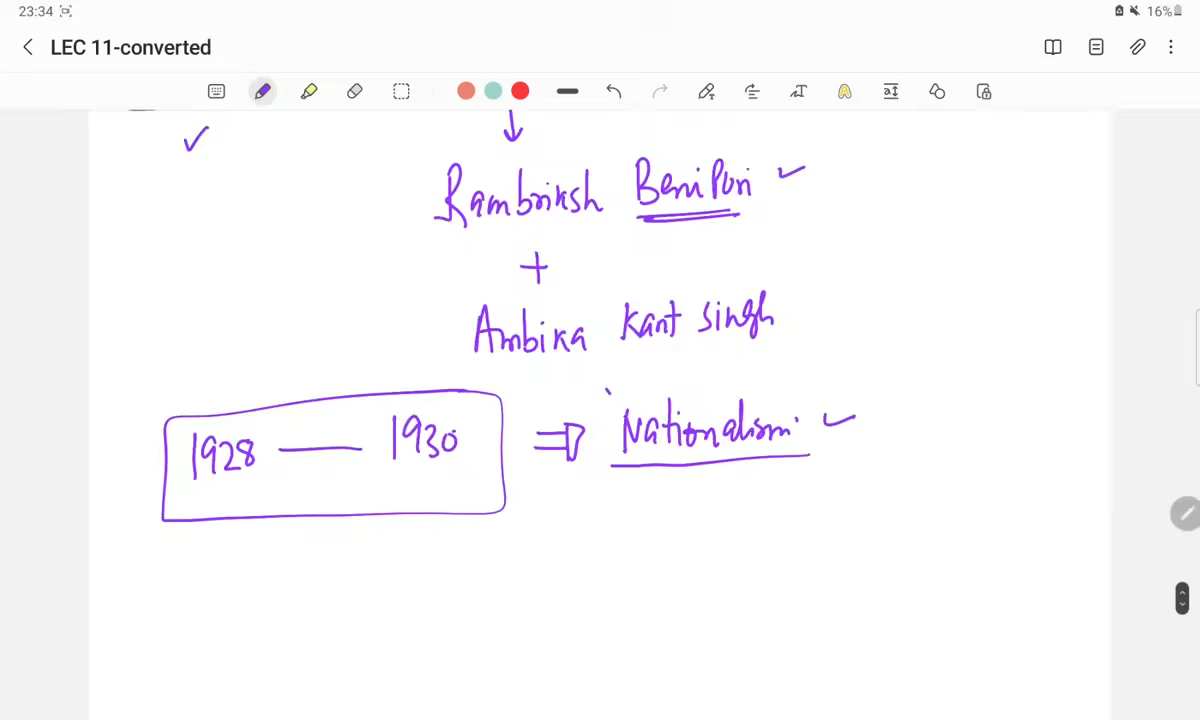 23:34 16%
LEC 11-converted
Rambriksh BeniPuri
+
Ambika Kant Singh
1928 — 1930 ⇒ Nationalism